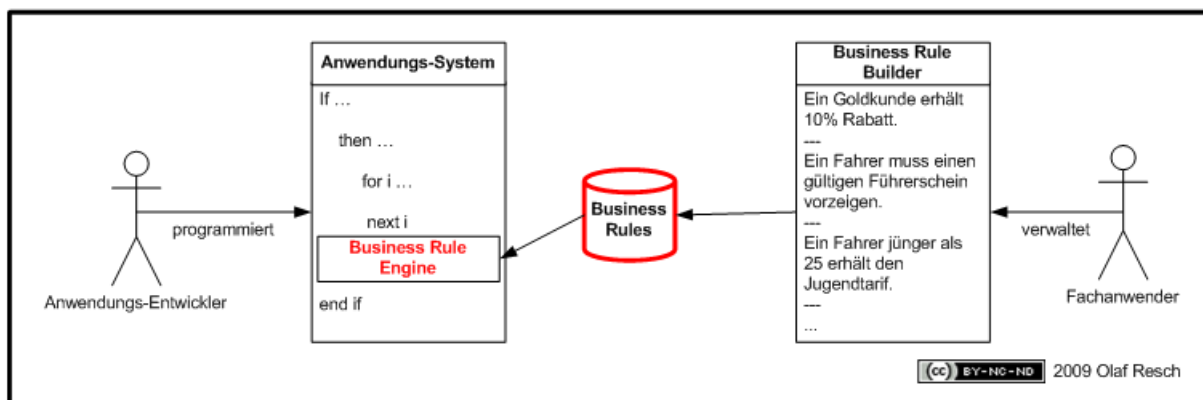 Anwendungs-System
If ...
then ...
for i ...
next i
Business Rule
Engine
end if
programmiert
Anwendungs-Entwickler
Business
Rules
Business Rule
Builder
Ein Goldkunde erhält
10% Rabatt.
---
Ein Fahrer muss einen
gültigen Führerschein
vorzeigen.
---
Ein Fahrer jünger als
25 erhält den
Jugendtarif.
---
...
verwaltet
Fachanwender
(cc) BY-NC-ND 2009 Olaf Resch